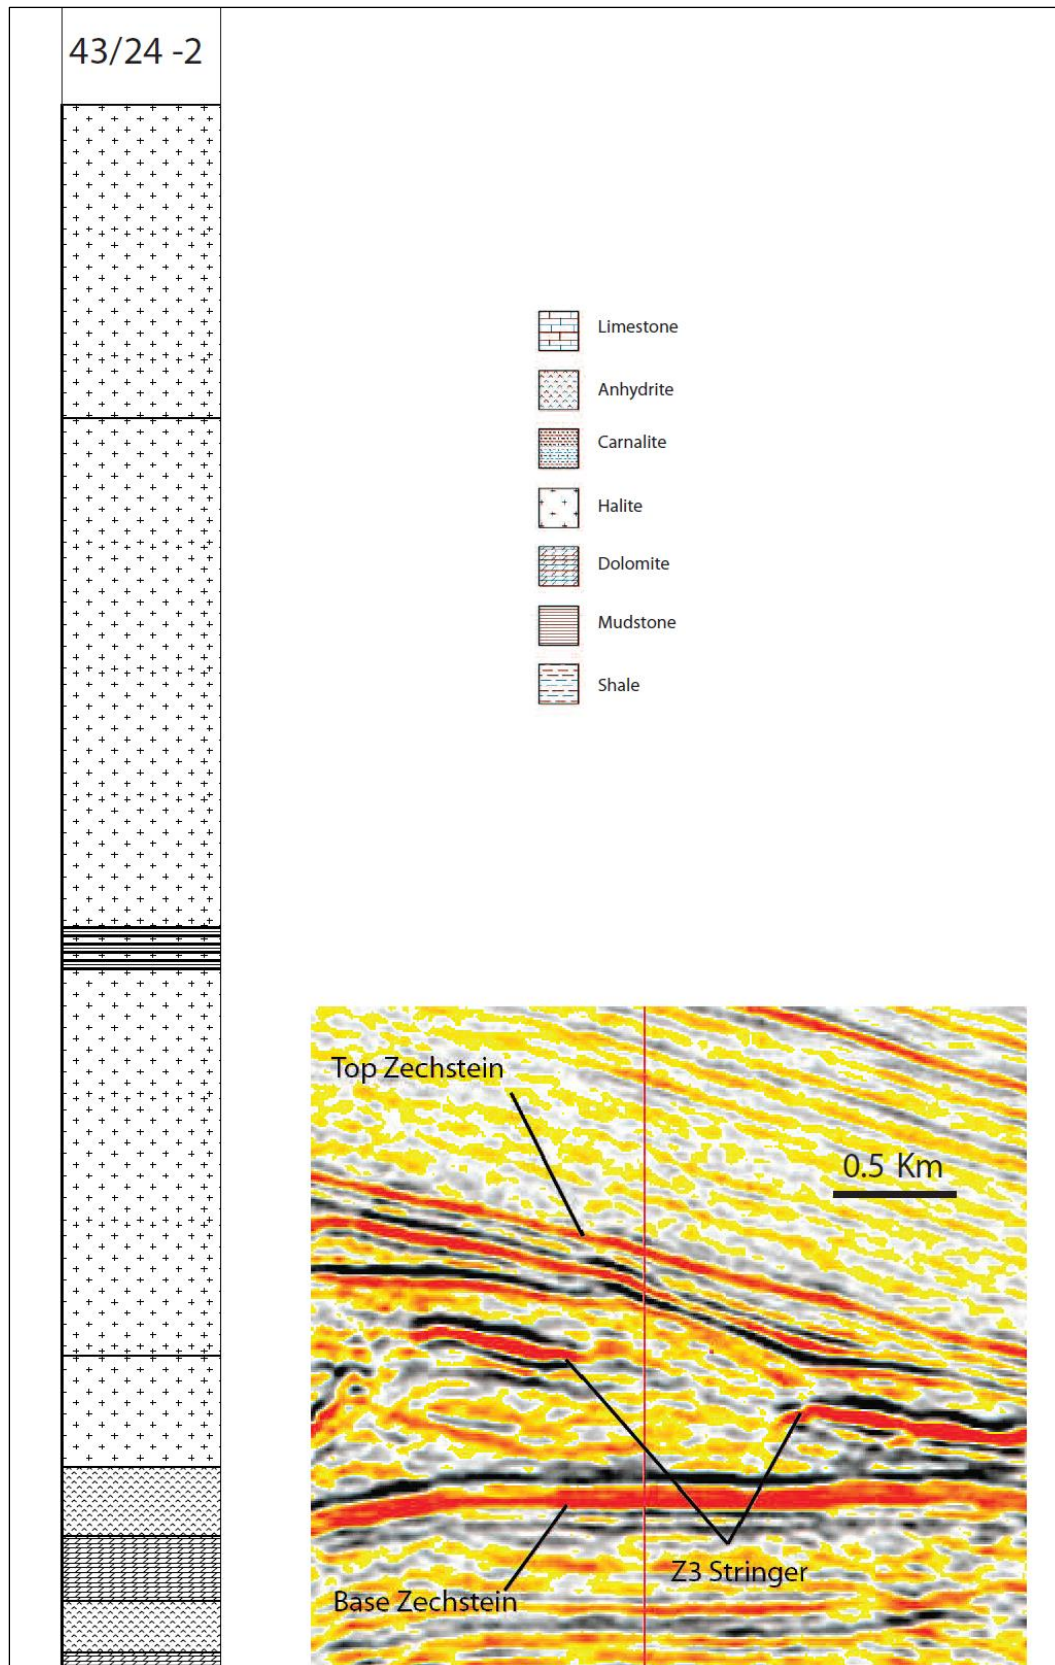 43/24 -2
Limestone
Anhydrite
Carnalite
Halite
Dolomite
Mudstone
Shale
Top Zechstein
0.5 Km
Z3 Stringer
Base Zechstein